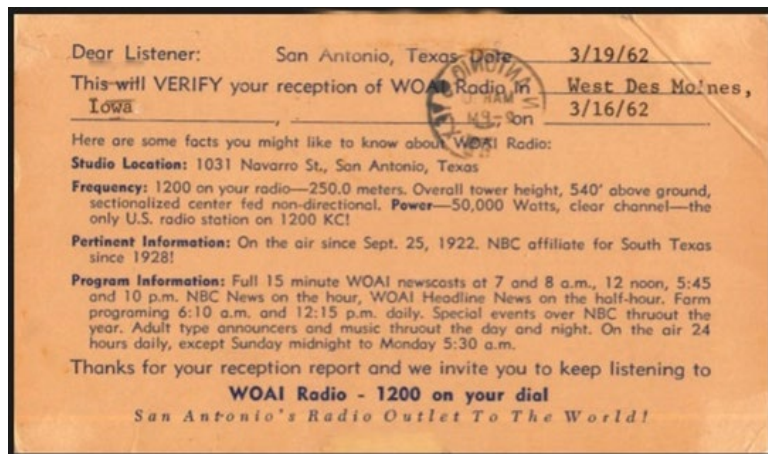 Dear Listener: San Antonio, Texas Date 3/19/62
This will VERIFY your reception of WOAI Radio in West Des Moines,
Iowa , , on 3/16/62
Here are some facts you might like to know about WOAI Radio:
Studio Location: 1031 Navarro St., San Antonio, Texas
Frequency: 1200 on your radio—250.0 meters. Overall tower height, 540' above ground,
sectionalized center fed non-directional. Power—50,000 Watts, clear channel—the
only U.S. radio station on 1200 KC!
Pertinent Information: On the air since Sept. 25, 1922. NBC affiliate for South Texas
since 1928!
Program Information: Full 15 minute WOAI newscasts at 7 and 8 a.m., 12 noon, 5:45
and 10 p.m. NBC News on the hour, WOAI Headline News on the half-hour. Farm
programing 6:10 a.m. and 12:15 p.m. daily. Special events over NBC thruout the
year. Adult type announcers and music thruout the day and night. On the air 24
hours daily, except Sunday midnight to Monday 5:30 a.m.
Thanks for your reception report and we invite you to keep listening to
WOAI Radio - 1200 on your dial
San Antonio's Radio Outlet To The World!